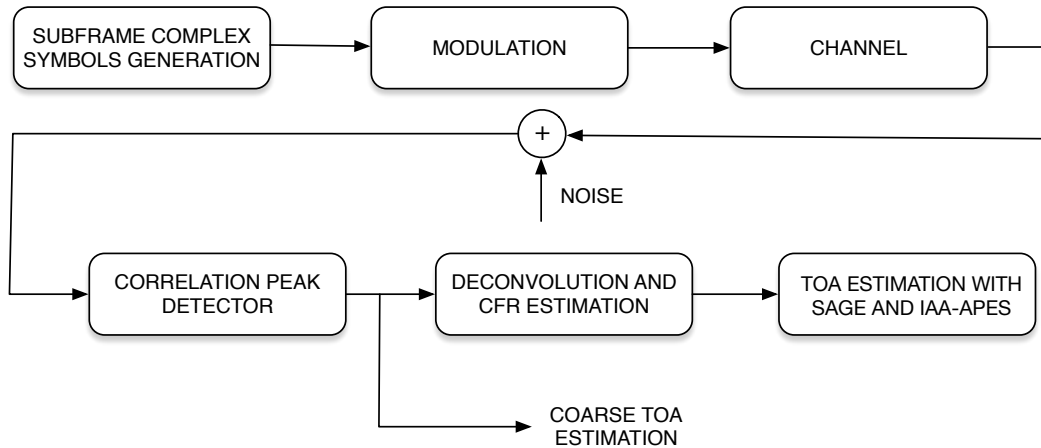 SUBFRAME COMPLEX
SYMBOLS GENERATION
MODULATION
CHANNEL
+
NOISE
CORRELATION PEAK
DETECTOR
DECONVOLUTION AND
CFR ESTIMATION
TOA ESTIMATION WITH
SAGE AND IAA-APES
COARSE TOA
ESTIMATION